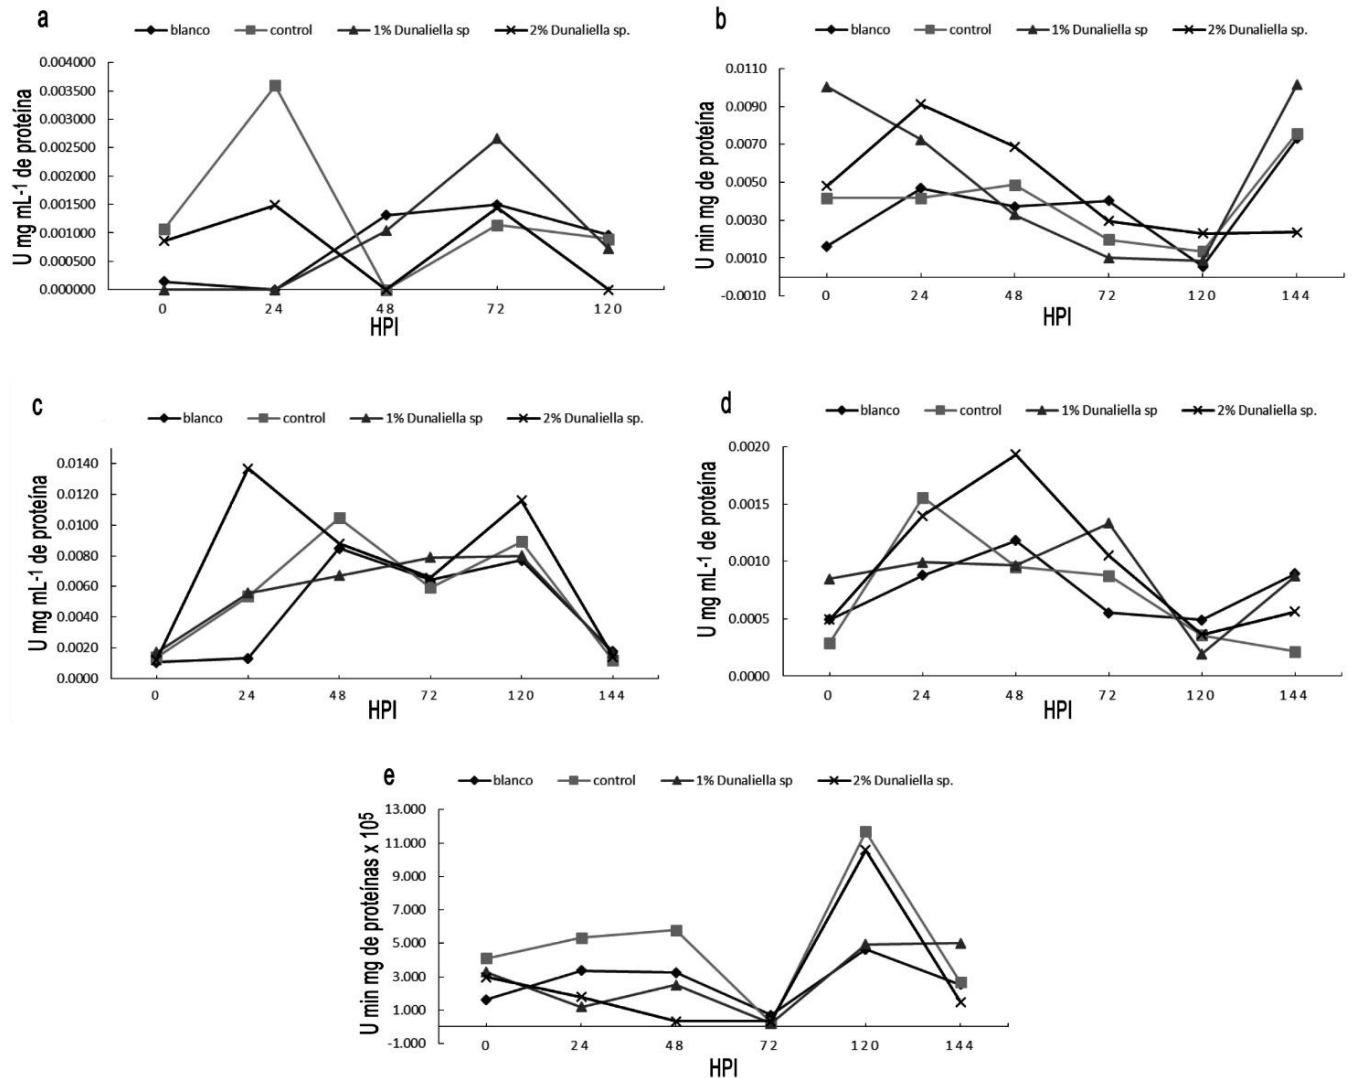 a
blanco control 1% Dunaliella sp 2% Dunaliella sp.
U mg mL-1 de proteína
0.004000
0.003500
0.003000
0.002500
0.002000
0.001500
0.001000
0.000500
0.000000
0 24 48 72 120
HPI
b
blanco control 1% Dunaliella sp 2% Dunaliella sp.
U min mg de proteína
0.0110
0.0090
0.0070
0.0050
0.0030
0.0010
-0.0010
0 24 48 72 120 144
HPI
c
blanco control 1% Dunaliella sp 2% Dunaliella sp.
U mg mL-1 de proteína
0.0140
0.0120
0.0100
0.0080
0.0060
0.0040
0.0020
0.0000
0 24 48 72 120 144
HPI
d
blanco control 1% Dunaliella sp 2% Dunaliella sp.
U mg mL-1 de proteína
0.0020
0.0015
0.0010
0.0005
0.0000
0 24 48 72 120 144
HPI
e
blanco control 1% Dunaliella sp 2% Dunaliella sp.
U min mg de proteínas x 10⁵
13.000
11.000
9.000
7.000
5.000
3.000
1.000
-1.000
0 24 48 72 120 144
HPI